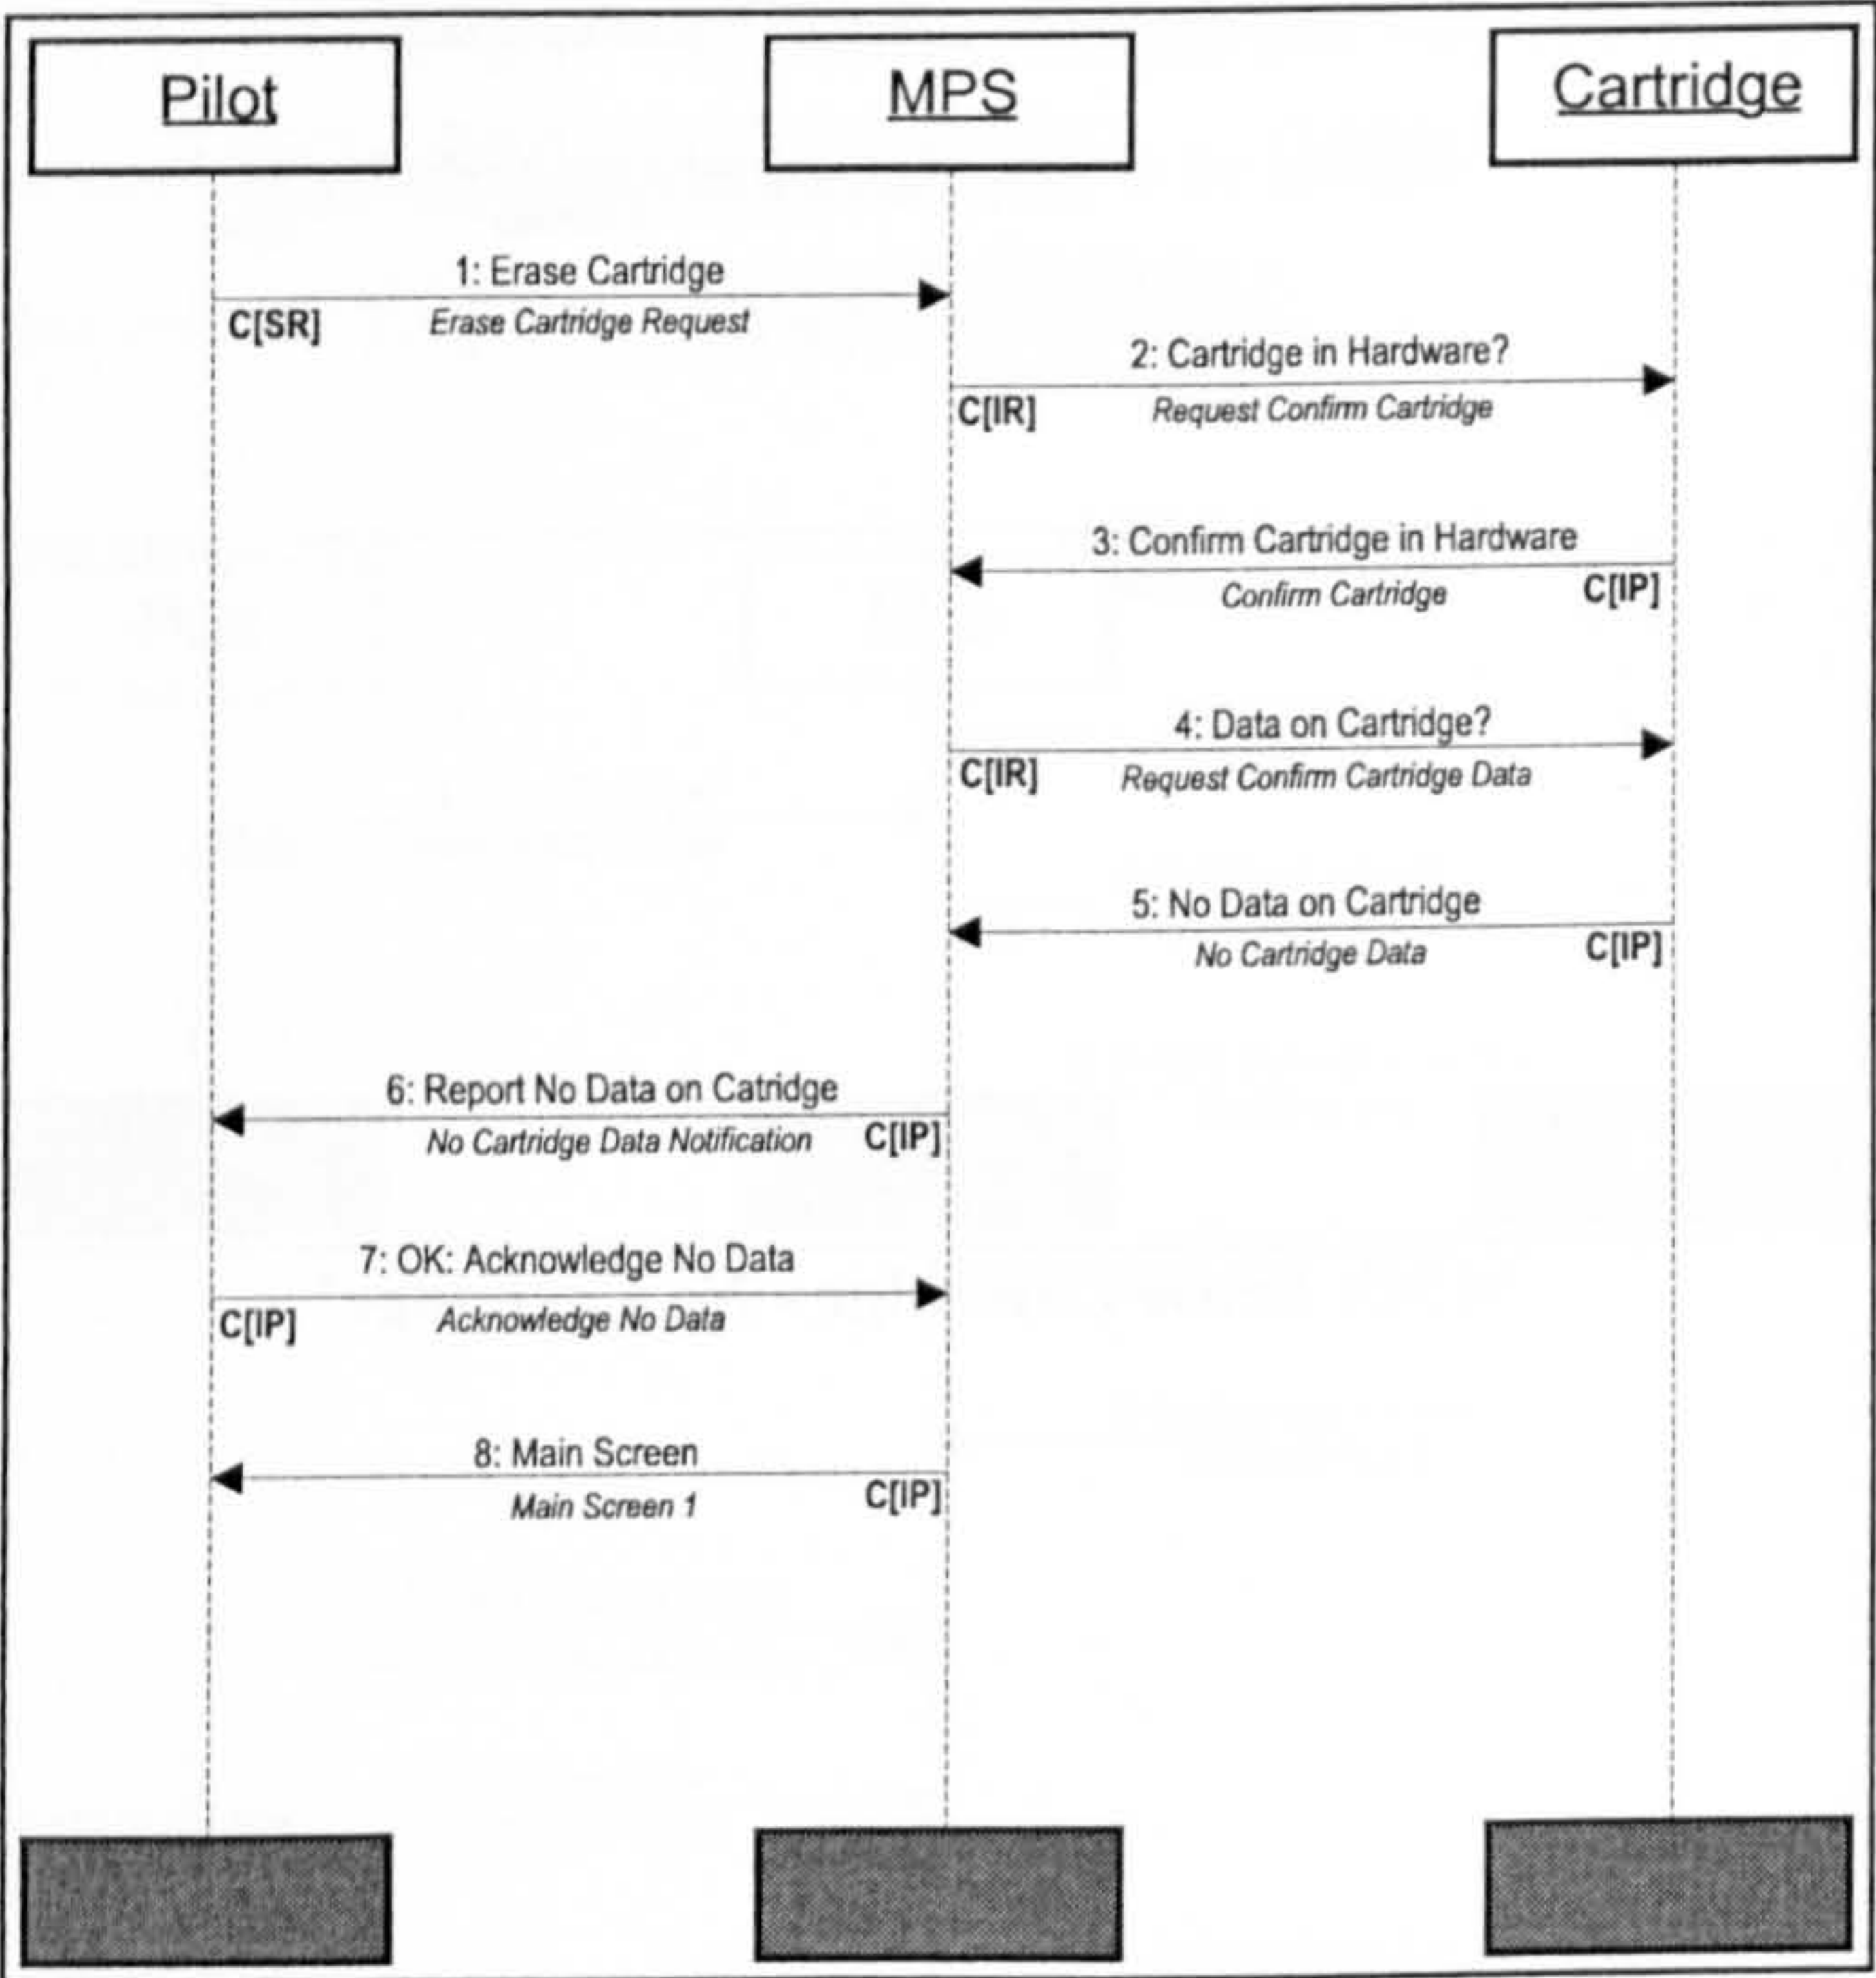 Pilot
MPS
Cartridge
1: Erase Cartridge
C[SR]
Erase Cartridge Request
2: Cartridge in Hardware?
C[IR]
Request Confirm Cartridge
3: Confirm Cartridge in Hardware
Confirm Cartridge
C[IP]
4: Data on Cartridge?
C[IR]
Request Confirm Cartridge Data
5: No Data on Cartridge
No Cartridge Data
C[IP]
6: Report No Data on Catridge
No Cartridge Data Notification
C[IP]
7: OK: Acknowledge No Data
C[IP]
Acknowledge No Data
8: Main Screen
Main Screen 1
C[IP]